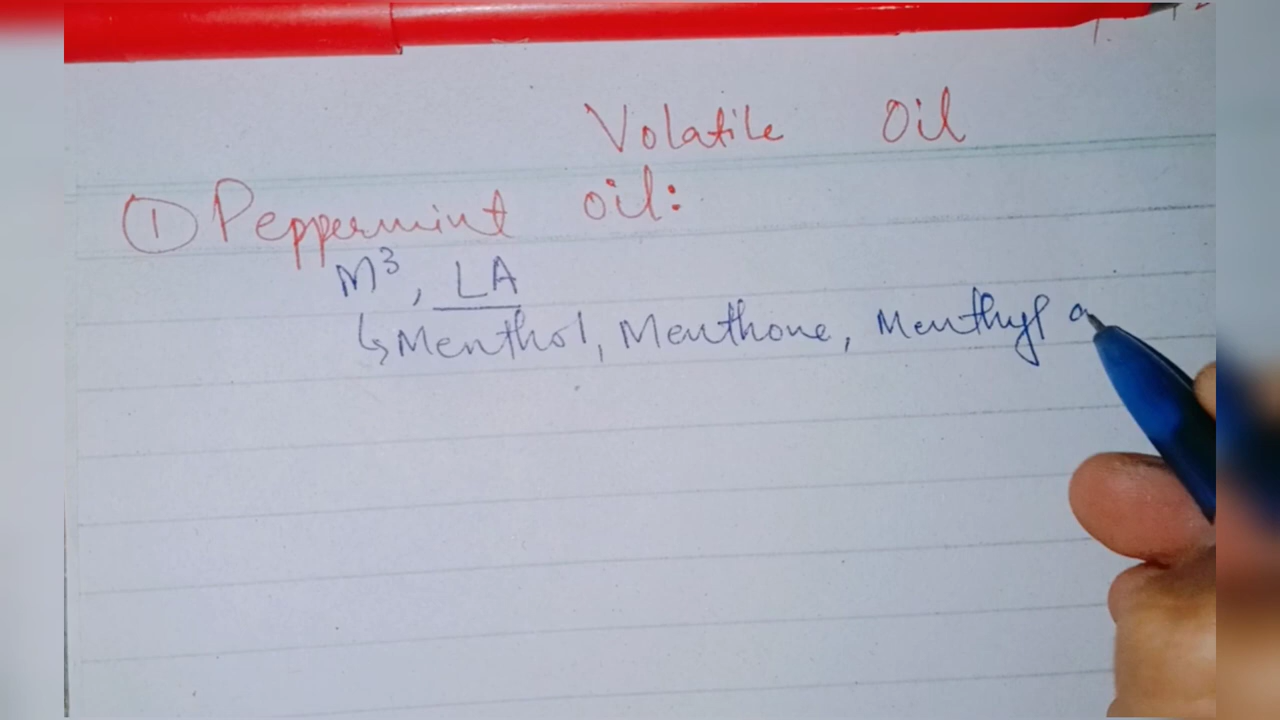 Volatile Oil
① Peppermint oil:
M³, LA
↳ Menthol, Menthone, Menthyl a